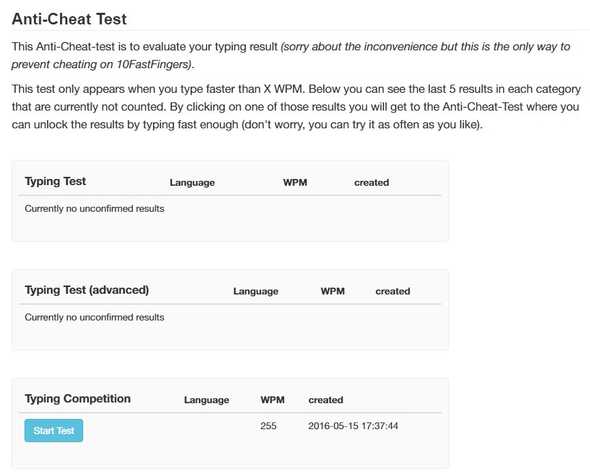 Anti-Cheat Test
This Anti-Cheat-test is to evaluate your typing result (sorry about the inconvenience but this is the only way to
prevent cheating on 10FastFingers).
This test only appears when you type faster than X WPM. Below you can see the last 5 results in each category
that are currently not counted. By clicking on one of those results you will get to the Anti-Cheat-Test where you
can unlock the results by typing fast enough (don't worry, you can try it as often as you like).
Typing Test Language WPM created
Currently no unconfirmed results
Typing Test (advanced) Language WPM created
Currently no unconfirmed results
Typing Competition Language WPM created
Start Test 255 2016-05-15 17:37:44